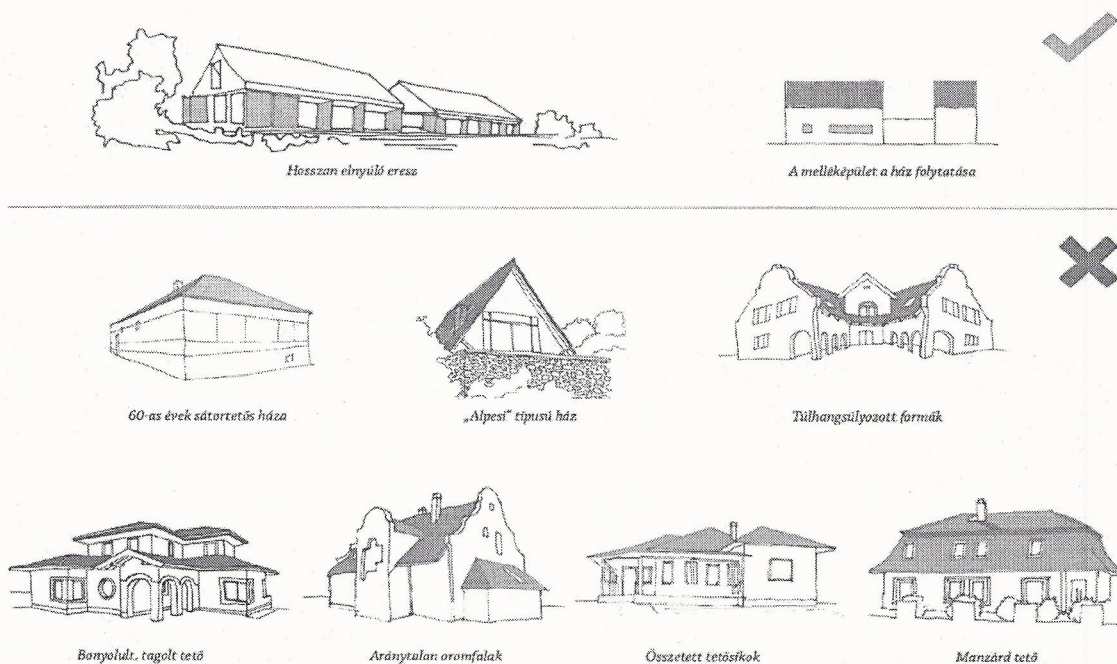 Hosszan elnyúló eresz
A melléképület a ház folytatása
60-as évek sátortetős háza
„Alpesi" típusú ház
Túlhangsúlyozott formák
Bonyolult, tagolt tető
Aránytalan oromfalak
Összetett tetősíkok
Manzárd tető